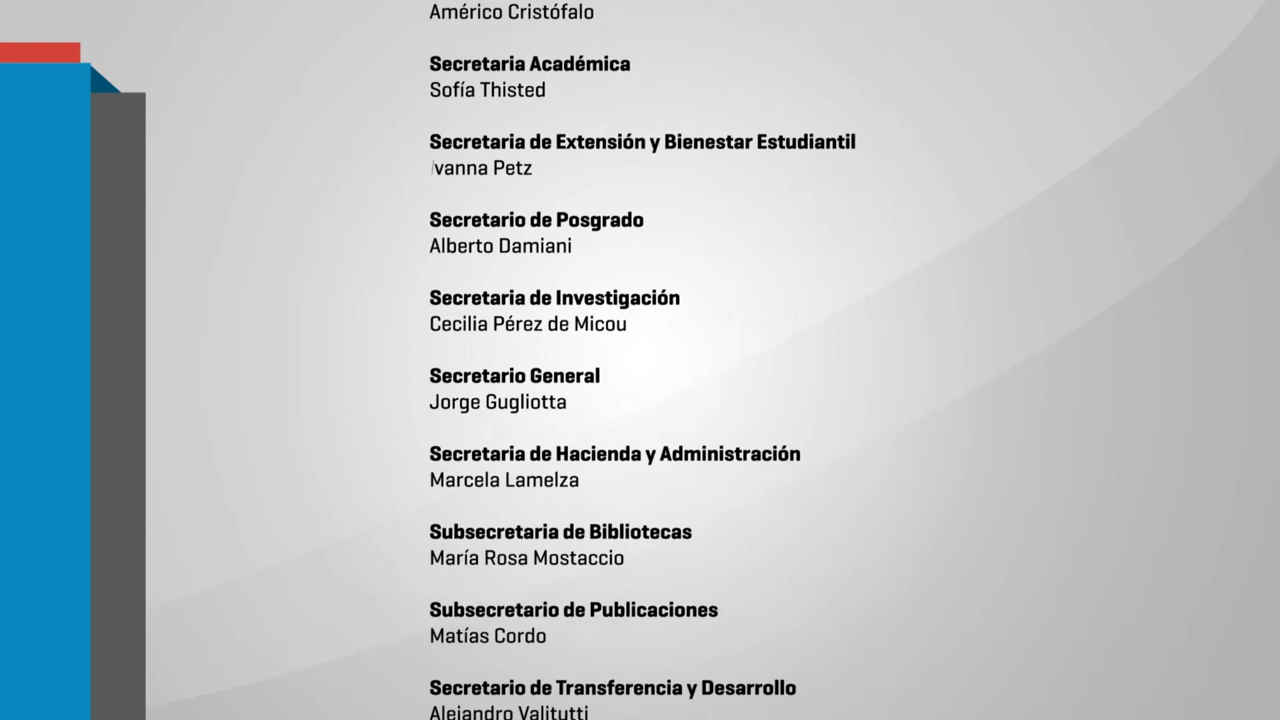 Américo Cristófalo
Secretaria Académica
Sofía Thisted
Secretaria de Extensión y Bienestar Estudiantil
Ivanna Petz
Secretario de Posgrado
Alberto Damiani
Secretaria de Investigación
Cecilia Pérez de Micou
Secretario General
Jorge Gugliotta
Secretaria de Hacienda y Administración
Marcela Lamelza
Subsecretaria de Bibliotecas
María Rosa Mostaccio
Subsecretario de Publicaciones
Matías Cordo
Secretario de Transferencia y Desarrollo
Alejandro Valitutti